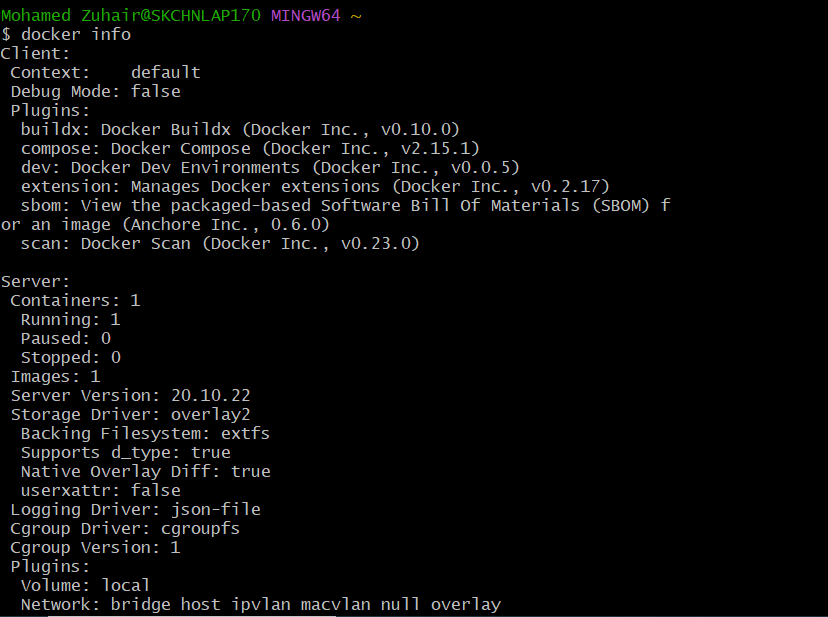 Mohamed Zuhair@SKCHNLAP170 MINGW64 ~
$ docker info
Client:
 Context:    default
 Debug Mode: false
 Plugins:
  buildx: Docker Buildx (Docker Inc., v0.10.0)
  compose: Docker Compose (Docker Inc., v2.15.1)
  dev: Docker Dev Environments (Docker Inc., v0.0.5)
  extension: Manages Docker extensions (Docker Inc., v0.2.17)
  sbom: View the packaged-based Software Bill Of Materials (SBOM) f
or an image (Anchore Inc., 0.6.0)
  scan: Docker Scan (Docker Inc., v0.23.0)

Server:
 Containers: 1
  Running: 1
  Paused: 0
  Stopped: 0
 Images: 1
 Server Version: 20.10.22
 Storage Driver: overlay2
  Backing Filesystem: extfs
  Supports d_type: true
  Native Overlay Diff: true
  userxattr: false
 Logging Driver: json-file
 Cgroup Driver: cgroupfs
 Cgroup Version: 1
 Plugins:
  Volume: local
  Network: bridge host ipvlan macvlan null overlay